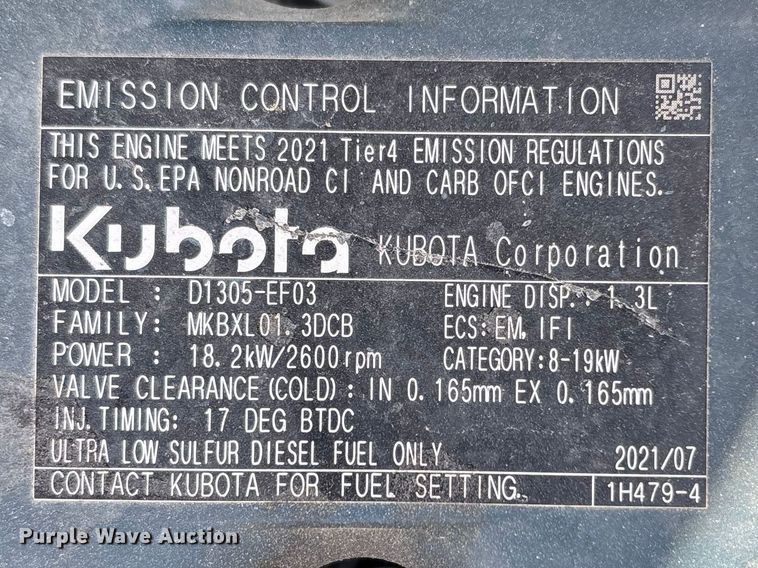 EMISSION CONTROL INFORMATION
THIS ENGINE MEETS 2021 Tier4 EMISSION REGULATIONS
FOR U.S.EPA NONROAD CI AND CARB OFCI ENGINES.
Kubota KUBOTA Corporation
MODEL : D1305-EF03 ENGINE DISP.: 1.3L
FAMILY: MKBXL01.3DCB ECS:EM,IFI
POWER : 18.2kW/2600rpm CATEGORY:8-19kW
VALVE CLEARANCE(COLD): IN 0.165mm EX 0.165mm
INJ.TIMING: 17 DEG BTDC
ULTRA LOW SULFUR DIESEL FUEL ONLY 2021/07
CONTACT KUBOTA FOR FUEL SETTING. 1H479-4
Purple Wave Auction